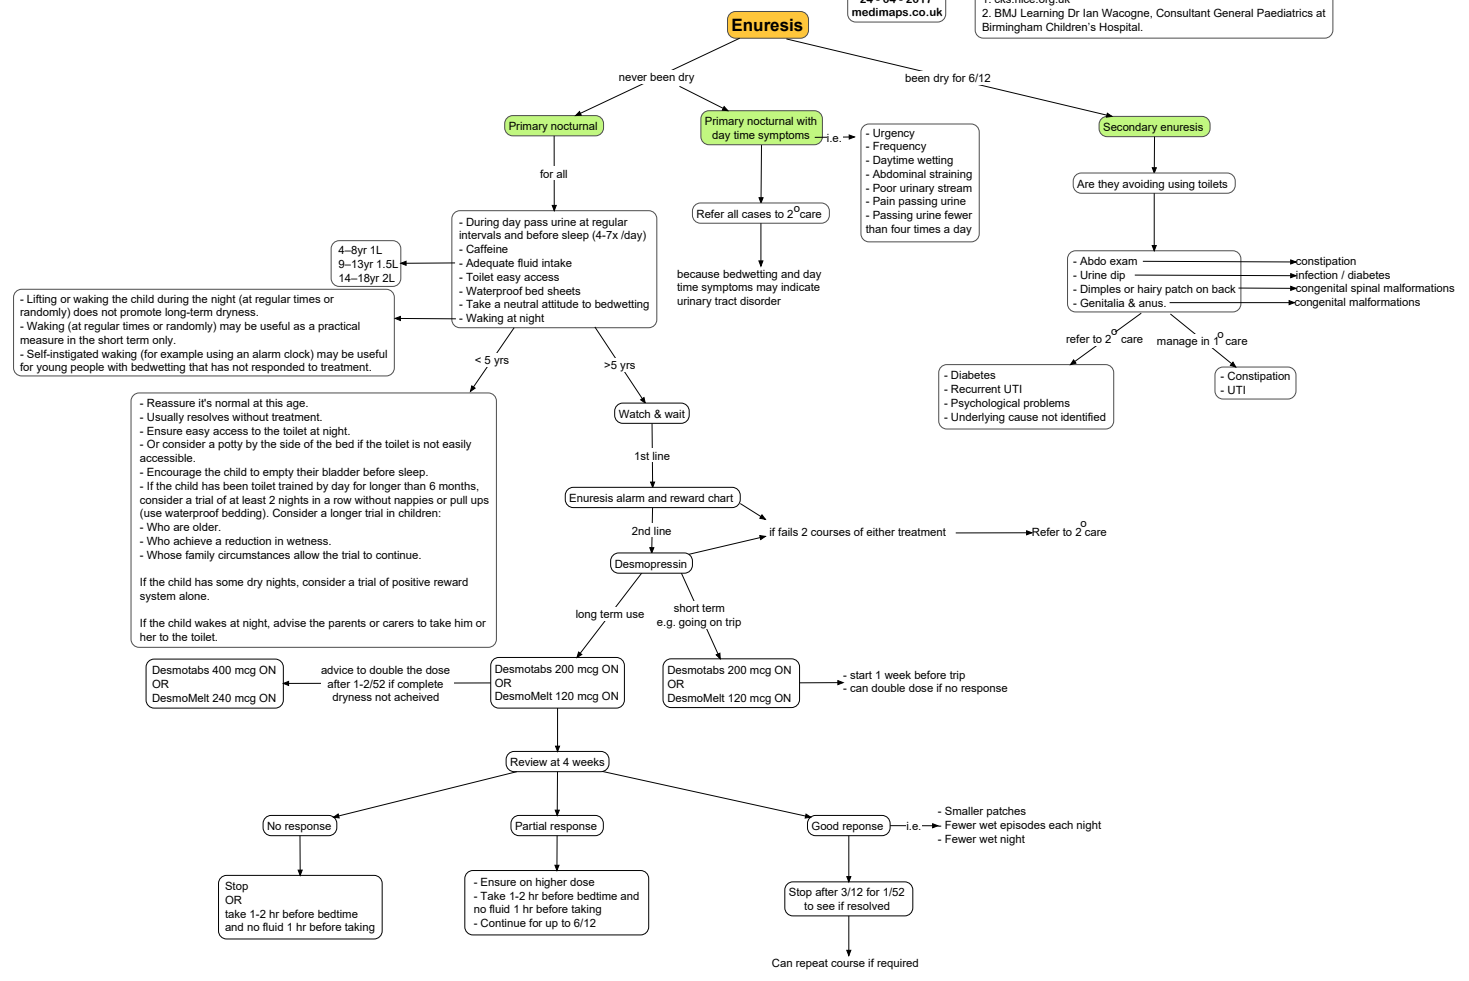 medimaps.co.uk
2. BMJ Learning Dr Ian Wacogne, Consultant General Paediatrics at
Birmingham Children's Hospital.
Enuresis
never been dry
been dry for 6/12
Primary nocturnal
Primary nocturnal with
day time symptoms
i.e.
- Urgency
- Frequency
- Daytime wetting
- Abdominal straining
- Poor urinary stream
- Pain passing urine
- Passing urine fewer
than four times a day
Secondary enuresis
for all
Refer all cases to 2o care
because bedwetting and day
time symptoms may indicate
urinary tract disorder
Are they avoiding using toilets
- During day pass urine at regular
intervals and before sleep (4-7x /day)
- Caffeine
- Adequate fluid intake
- Toilet easy access
- Waterproof bed sheets
- Take a neutral attitude to bedwetting
- Waking at night
4–8yr 1L
9–13yr 1.5L
14–18yr 2L
- Lifting or waking the child during the night (at regular times or
randomly) does not promote long-term dryness.
- Waking (at regular times or randomly) may be useful as a practical
measure in the short term only.
- Self-instigated waking (for example using an alarm clock) may be useful
for young people with bedwetting that has not responded to treatment.
- Abdo exam
- Urine dip
- Dimples or hairy patch on back
- Genitalia & anus.
constipation
infection / diabetes
congenital spinal malformations
congenital malformations
refer to 2o care
manage in 1o care
- Diabetes
- Recurrent UTI
- Psychological problems
- Underlying cause not identified
- Constipation
- UTI
< 5 yrs
>5 yrs
- Reassure it's normal at this age.
- Usually resolves without treatment.
- Ensure easy access to the toilet at night.
- Or consider a potty by the side of the bed if the toilet is not easily
accessible.
- Encourage the child to empty their bladder before sleep.
- If the child has been toilet trained by day for longer than 6 months,
consider a trial of at least 2 nights in a row without nappies or pull ups
(use waterproof bedding). Consider a longer trial in children:
- Who are older.
- Who achieve a reduction in wetness.
- Whose family circumstances allow the trial to continue.
If the child has some dry nights, consider a trial of positive reward
system alone.
If the child wakes at night, advise the parents or carers to take him or
her to the toilet.
Watch & wait
1st line
Enuresis alarm and reward chart
2nd line
if fails 2 courses of either treatment
Refer to 2o care
Desmopressin
long term use
short term
e.g. going on trip
Desmotabs 400 mcg ON
OR
DesmoMelt 240 mcg ON
advice to double the dose
after 1-2/52 if complete
dryness not acheived
Desmotabs 200 mcg ON
OR
DesmoMelt 120 mcg ON
Desmotabs 200 mcg ON
OR
DesmoMelt 120 mcg ON
- start 1 week before trip
- can double dose if no response
Review at 4 weeks
No response
Partial response
Good reponse
i.e.
- Smaller patches
- Fewer wet episodes each night
- Fewer wet night
Stop
OR
take 1-2 hr before bedtime
and no fluid 1 hr before taking
- Ensure on higher dose
- Take 1-2 hr before bedtime and
no fluid 1 hr before taking
- Continue for up to 6/12
Stop after 3/12 for 1/52
to see if resolved
Can repeat course if required